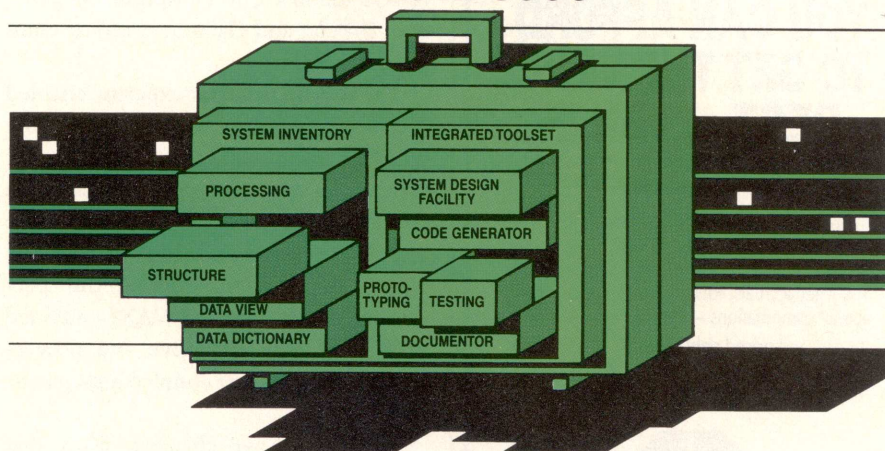 SYSTEM INVENTORY
INTEGRATED TOOLSET
PROCESSING
STRUCTURE
DATA VIEW
DATA DICTIONARY
SYSTEM DESIGN
FACILITY
CODE GENERATOR
PROTO-
TYPING
TESTING
DOCUMENTOR